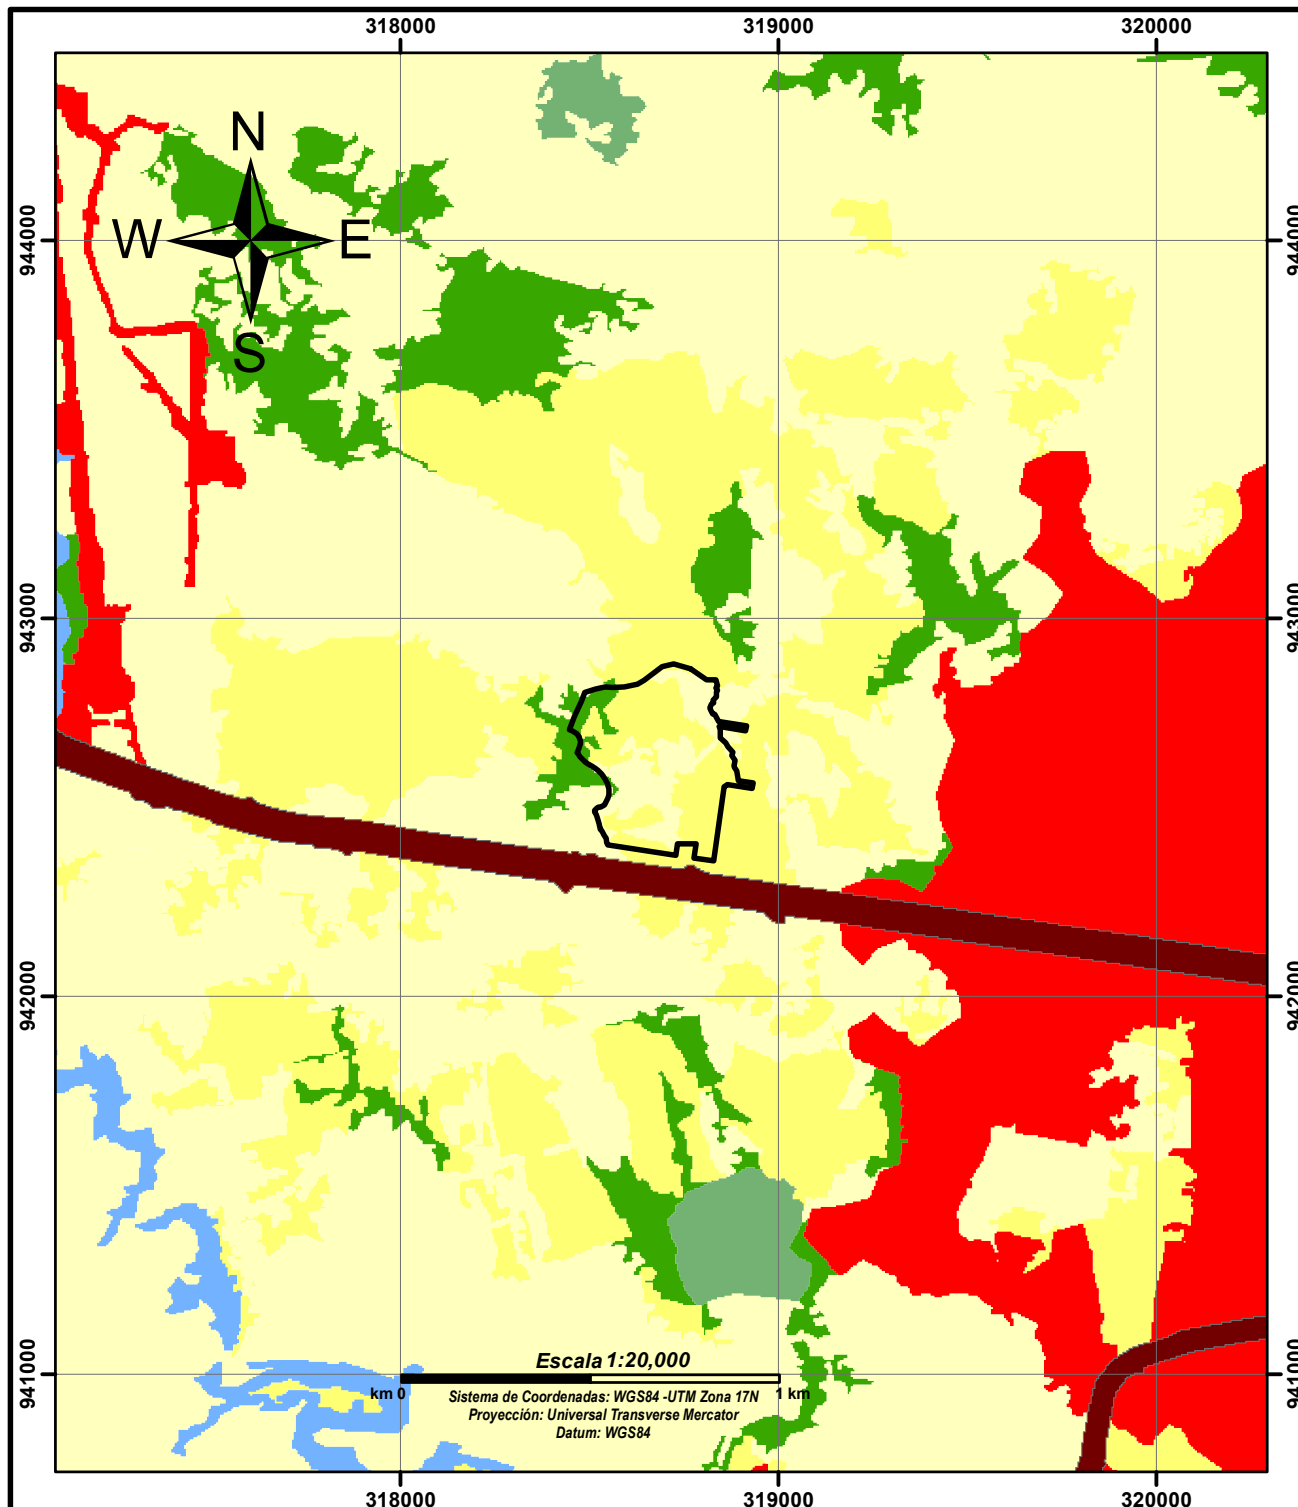 318000 319000 320000
N
W E
S
944000 944000
943000 943000
942000 942000
941000 941000
Escala 1:20,000
km 0 1 km
Sistema de Coordenadas: WGS84 -UTM Zona 17N
Proyección: Universal Transverse Mercator
Datum: WGS84
318000 319000 320000